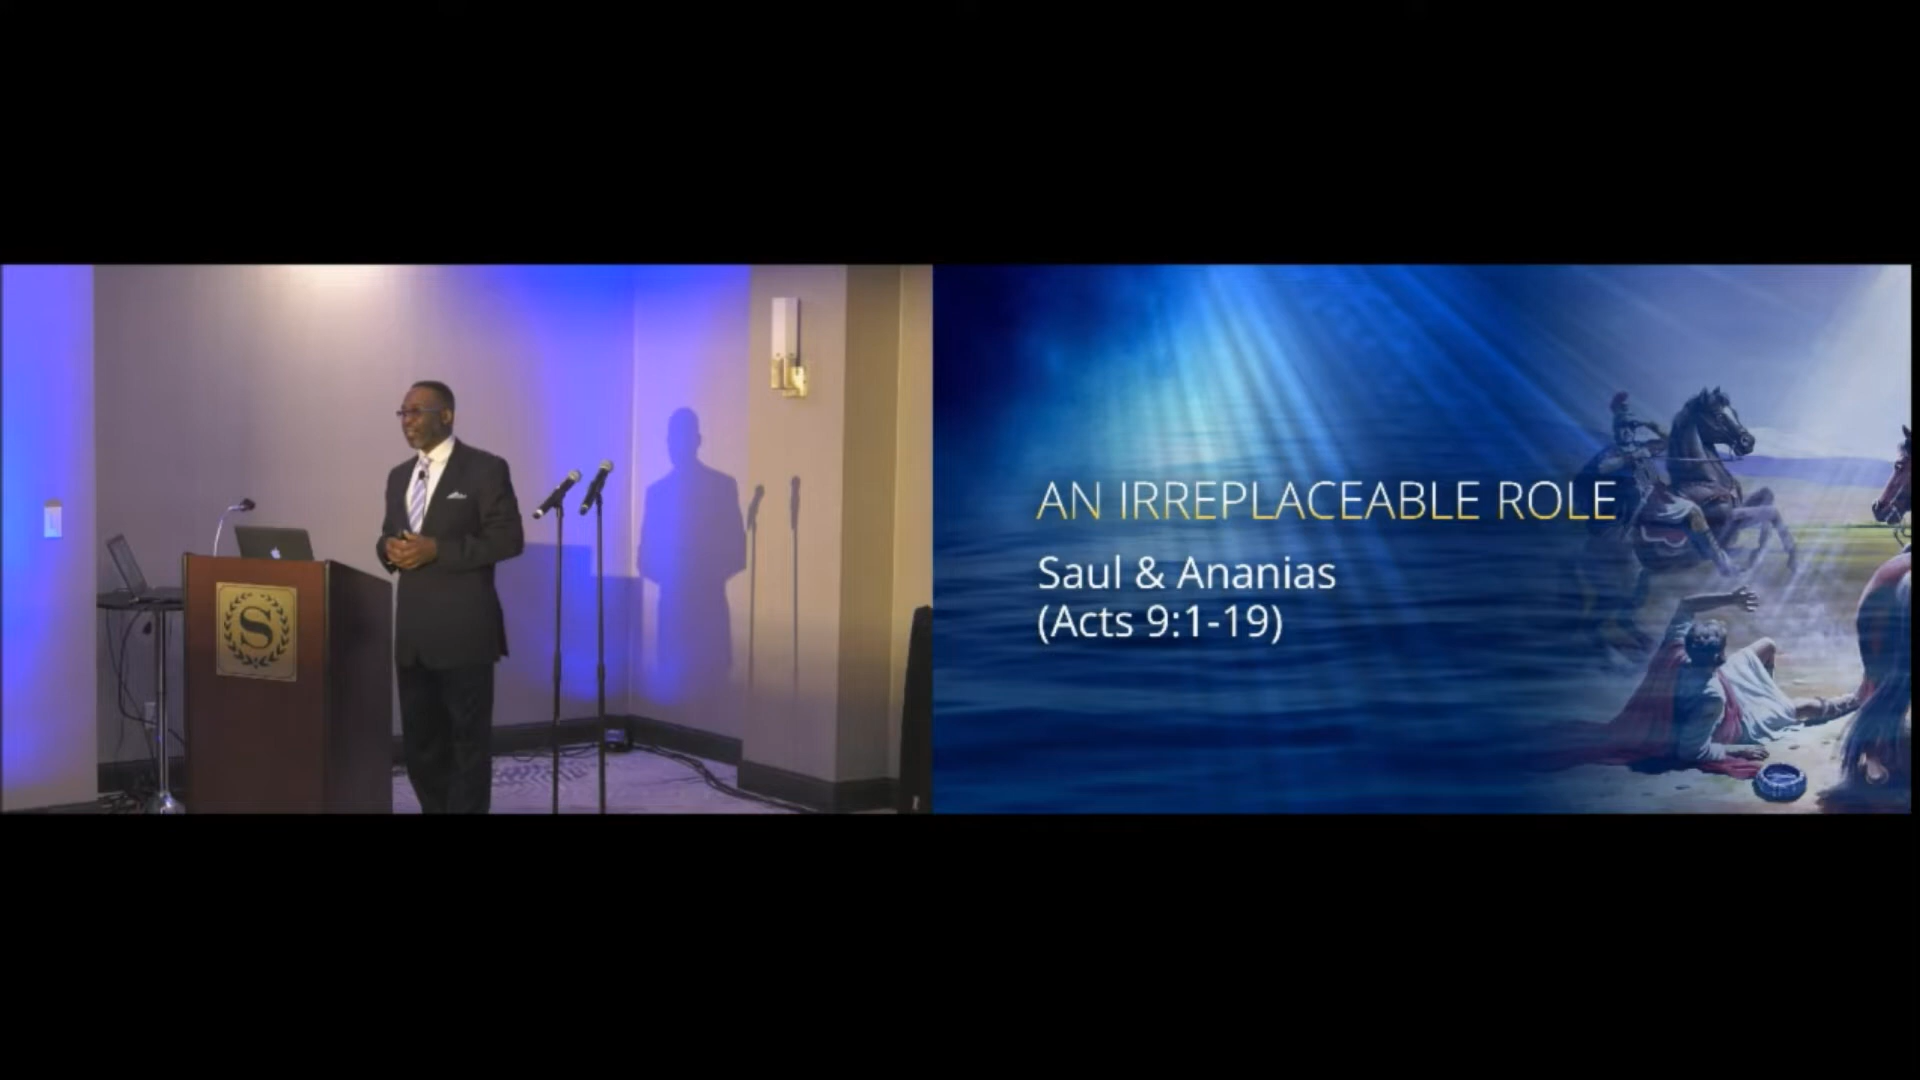 S
AN IRREPLACEABLE ROLE
Saul & Ananias
(Acts 9:1-19)